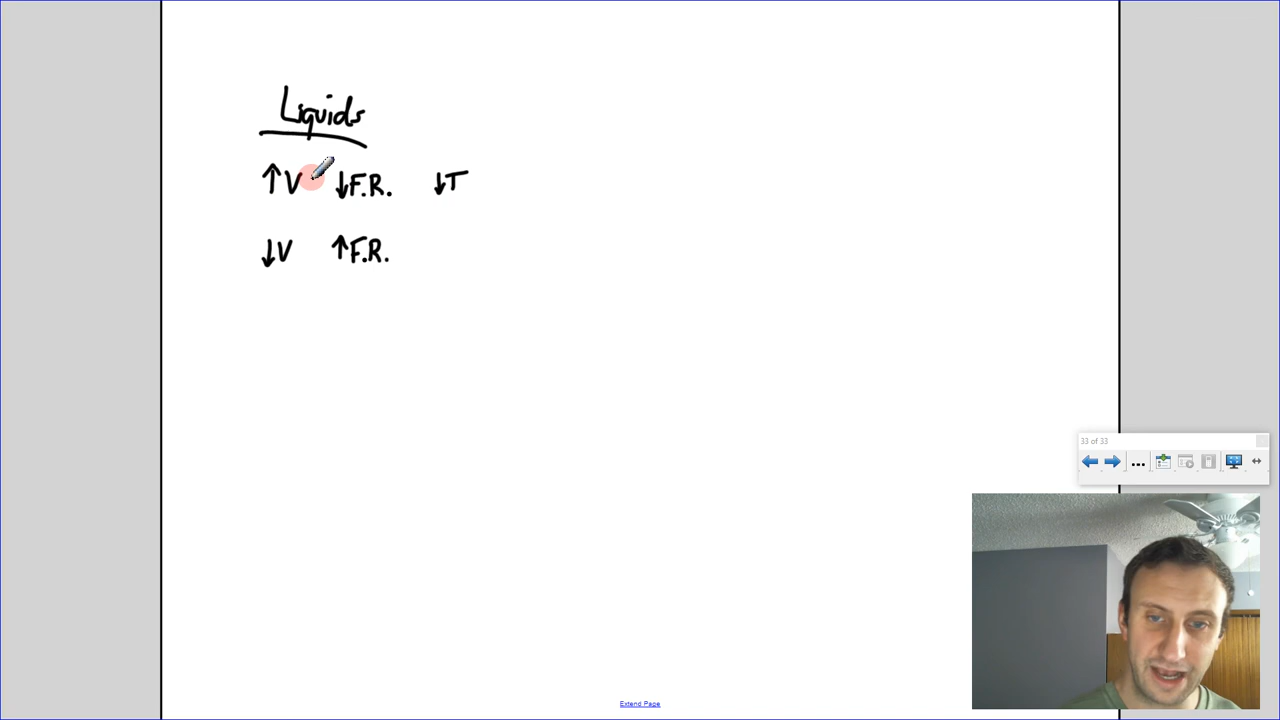 Liquids
↑V ↓F.R. ↓T
↓V ↑F.R.
33 of 33
Extend Page